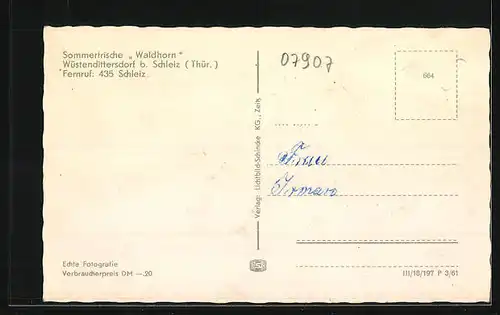 Sommerfrische „Waldhorn"
Wüstendittersdorf b. Schleiz (Thür.)
Fernruf: 435 Schleiz
07907
664
Verlag: Lichtbild-Schincke KG., Zeitz
Frau
Echte Fotografie
Verbraucherpreis DM —.20
III/18/197 P 3/61